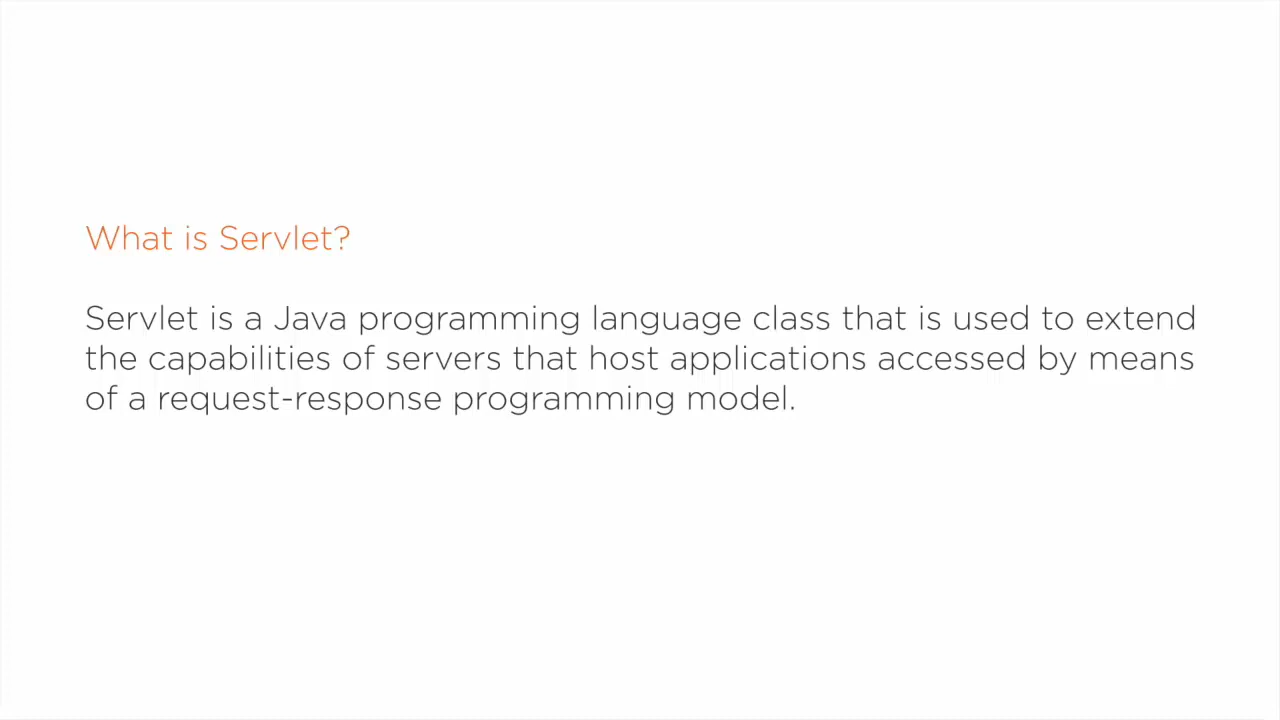 What is Servlet?
Servlet is a Java programming language class that is used to extend
the capabilities of servers that host applications accessed by means
of a request-response programming model.